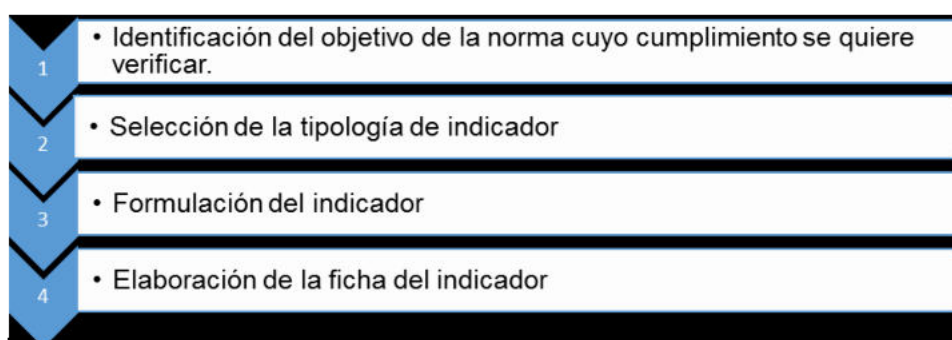 • Identificación del objetivo de la norma cuyo cumplimiento se quiere
verificar.
1
• Selección de la tipología de indicador
2
• Formulación del indicador
3
• Elaboración de la ficha del indicador
4